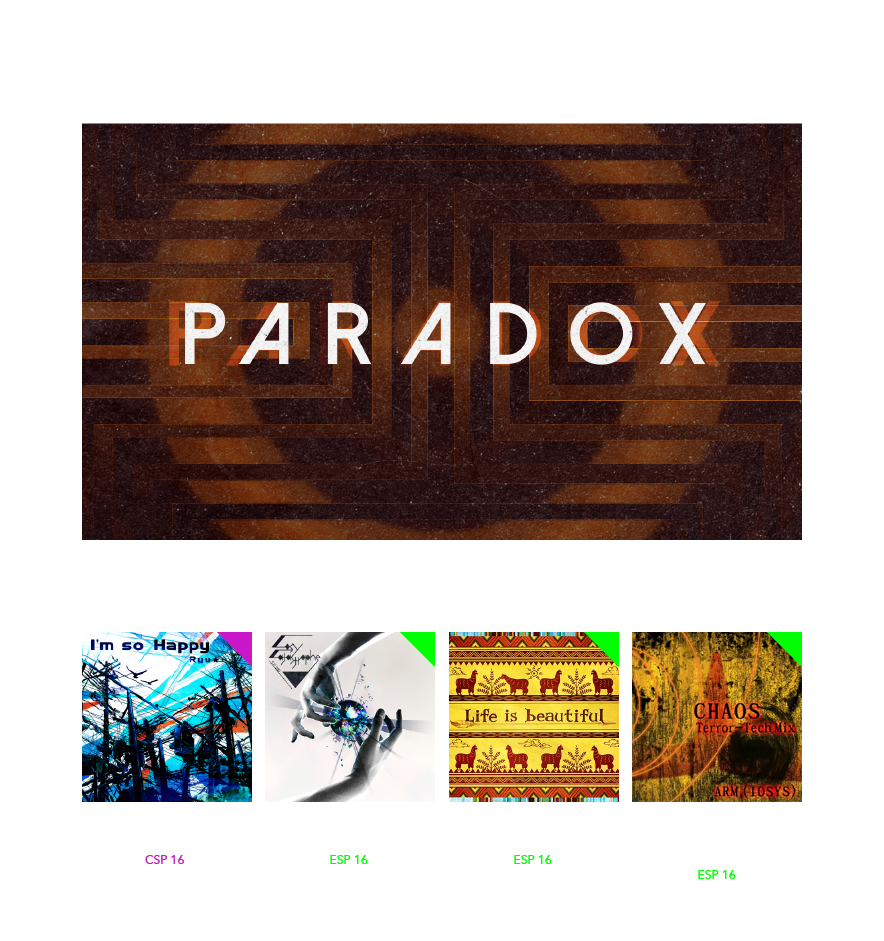 PARADOX
I'm so Happy
Ryu☆
Life is beautiful
CHAOS
Terror-Tech Mix
ARM (IOSYS)
CSP 16
ESP 16
ESP 16
ESP 16